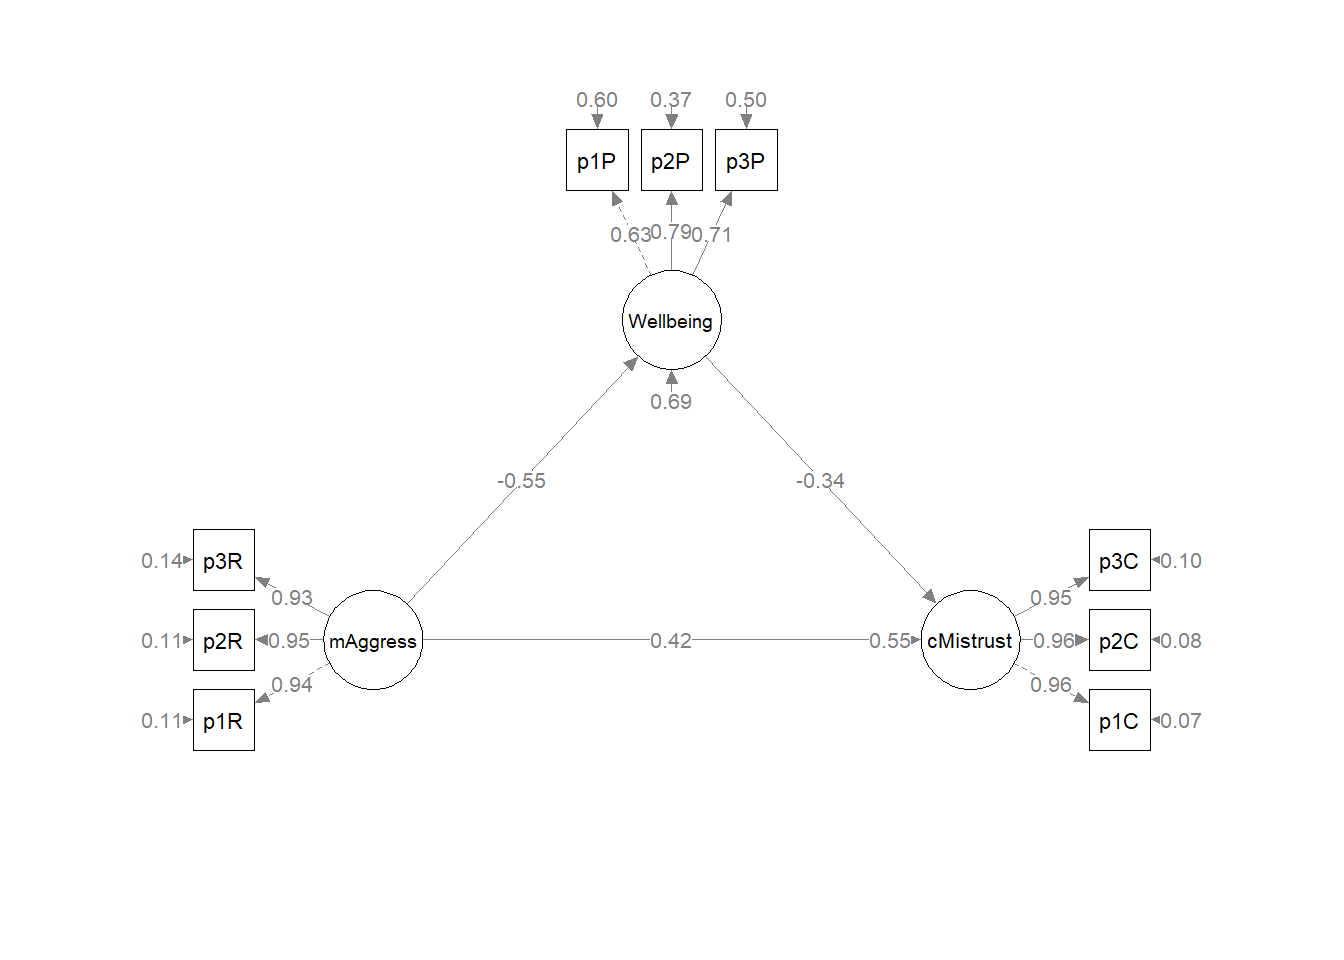 0.60 0.37 0.50
p1P p2P p3P
0.63 0.79 0.71
Wellbeing
0.69
-0.55 -0.34
0.14 p3R p3C 0.10
0.93 0.95
0.11 p2R 0.95 mAggress 0.42 0.55 cMistrust 0.96 p2C 0.08
0.94 0.96
0.11 p1R p1C 0.07